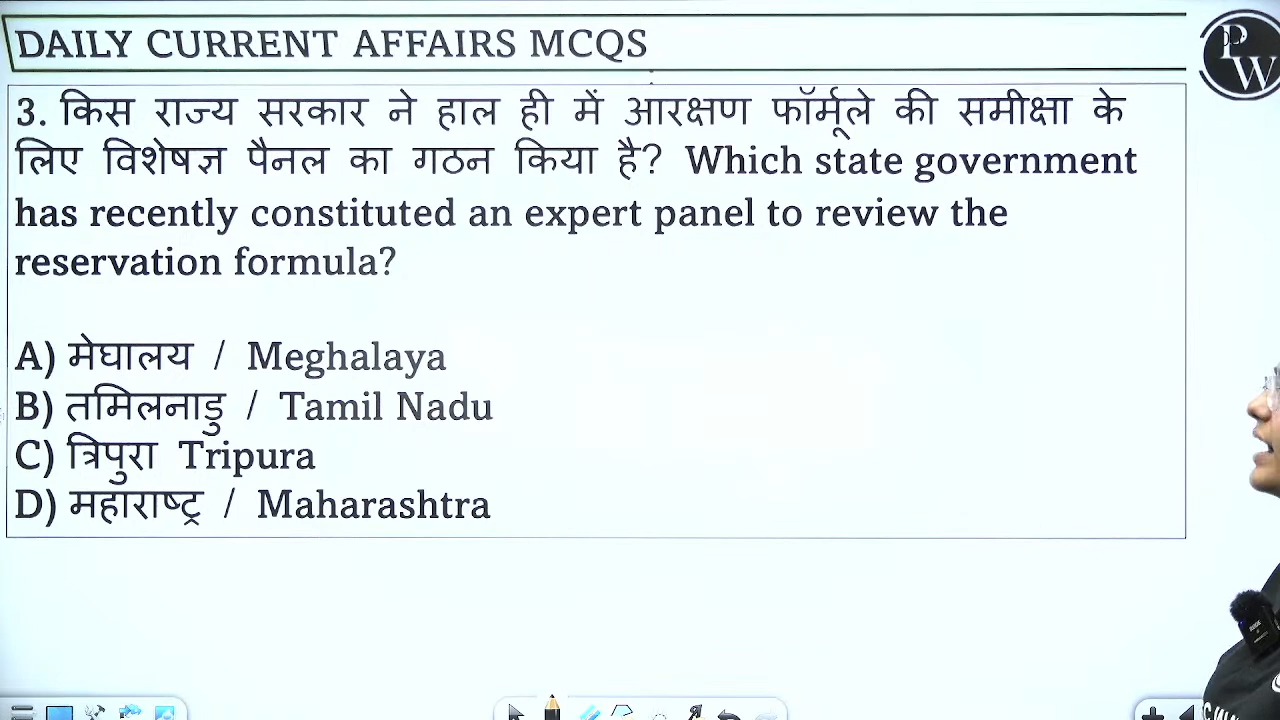 DAILY CURRENT AFFAIRS MCQS
PW
3. किस राज्य सरकार ने हाल ही में आरक्षण फॉर्मूले की समीक्षा के
लिए विशेषज्ञ पैनल का गठन किया है? Which state government
has recently constituted an expert panel to review the
reservation formula?
A) मेघालय / Meghalaya
B) तमिलनाडु / Tamil Nadu
C) त्रिपुरा Tripura
D) महाराष्ट्र / Maharashtra